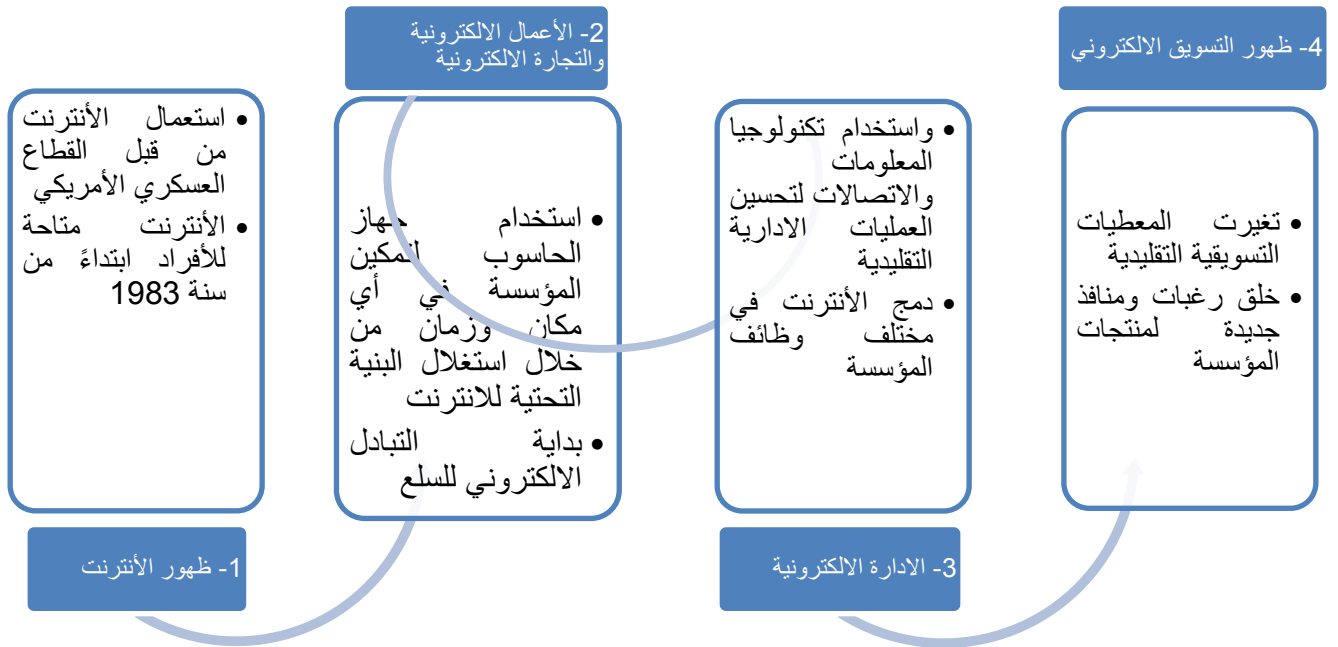 1- ظهور الأنترنت
• استعمال الأنترنت
من قبل القطاع
العسكري الأمريكي
• الأنترنت متاحة
للأفراد ابتداءً من
سنة 1983
2- الأعمال الالكترونية
والتجارة الالكترونية
• استخدام جهاز
الحاسوب لتمكين
المؤسسة في أي
مكان وزمان من
خلال استغلال البنية
التحتية للانترنت
• بداية التبادل
الالكتروني للسلع
3- الادارة الالكترونية
• واستخدام تكنولوجيا
المعلومات
والاتصالات لتحسين
العمليات الادارية
التقليدية
• دمج الأنترنت في
مختلف وظائف
المؤسسة
4- ظهور التسويق الالكتروني
• تغيرت المعطيات
التسويقية التقليدية
• خلق رغبات ومنافذ
جديدة لمنتجات
المؤسسة